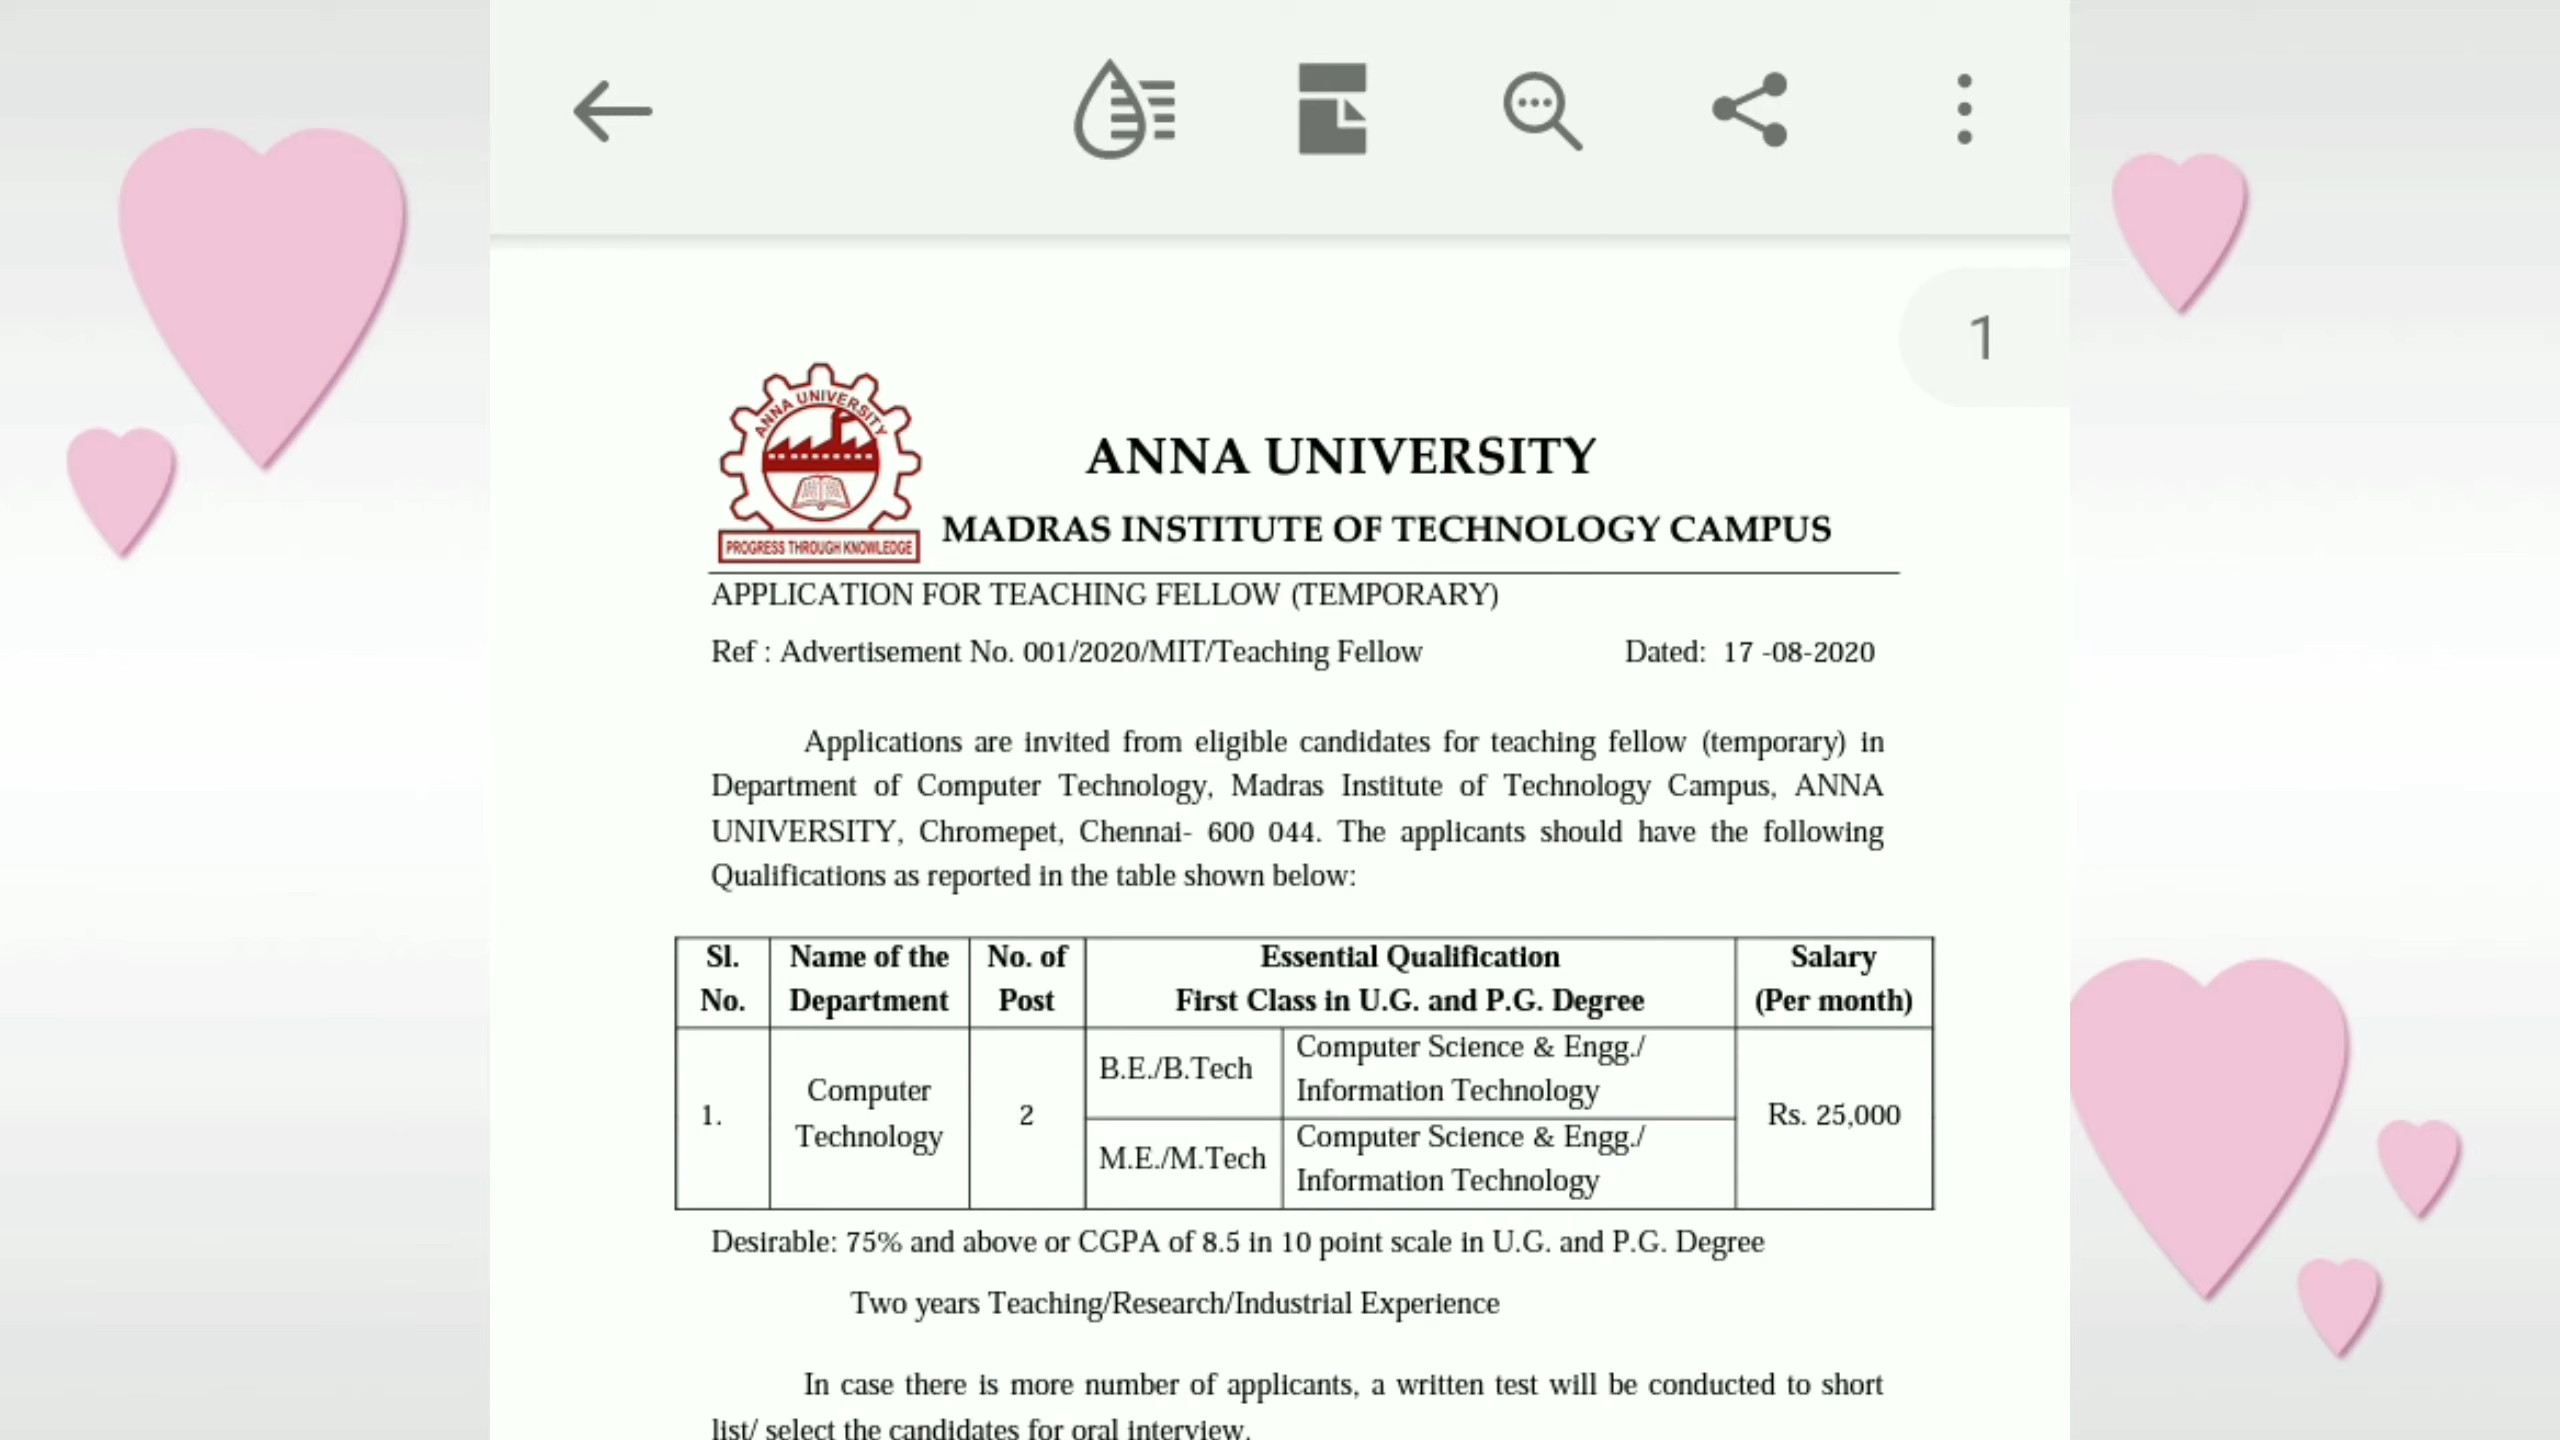 1
ANNA UNIVERSITY
PROGRESS THROUGH KNOWLEDGE
ANNA UNIVERSITY
MADRAS INSTITUTE OF TECHNOLOGY CAMPUS
APPLICATION FOR TEACHING FELLOW (TEMPORARY)
Ref : Advertisement No. 001/2020/MIT/Teaching Fellow Dated: 17 -08-2020
Applications are invited from eligible candidates for teaching fellow (temporary) in
Department of Computer Technology, Madras Institute of Technology Campus, ANNA
UNIVERSITY, Chromepet, Chennai- 600 044. The applicants should have the following
Qualifications as reported in the table shown below:
Sl. Name of the No. of Essential Qualification Salary
No. Department Post First Class in U.G. and P.G. Degree (Per month)
1. Computer Technology 2 B.E./B.Tech Computer Science & Engg./ Rs. 25,000
Information Technology
M.E./M.Tech Computer Science & Engg./
Information Technology
Desirable: 75% and above or CGPA of 8.5 in 10 point scale in U.G. and P.G. Degree
Two years Teaching/Research/Industrial Experience
In case there is more number of applicants, a written test will be conducted to short
list/ select the candidates for oral interview.